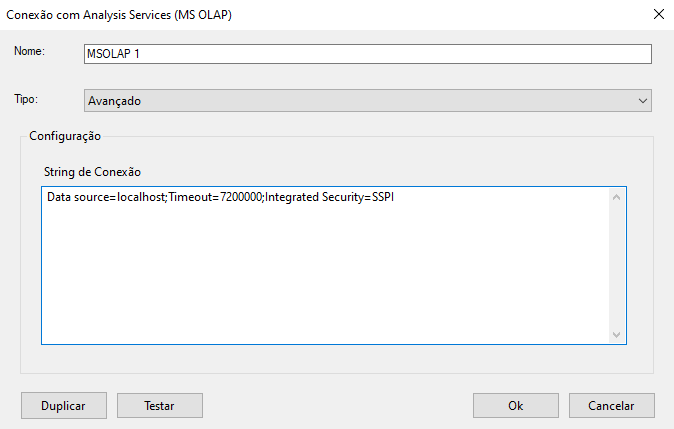 Conexão com Analysis Services (MS OLAP)
Nome:
MSOLAP 1
Tipo:
Avançado
Configuração
String de Conexão
Data source=localhost;Timeout=7200000;Integrated Security=SSPI
Duplicar
Testar
Ok
Cancelar